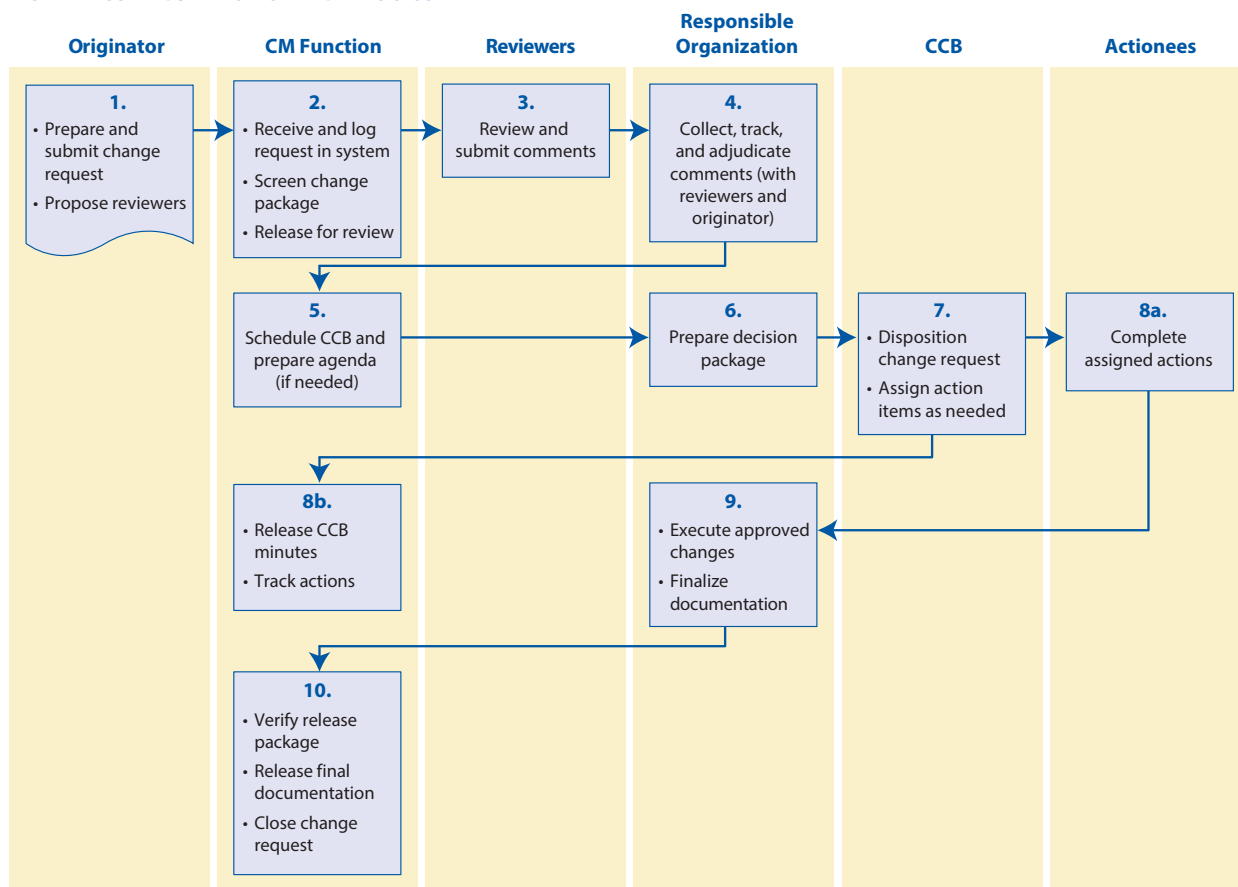 Originator
CM Function
Reviewers
Responsible
Organization
CCB
Actionees
1.
• Prepare and
submit change
request
• Propose reviewers
2.
• Receive and log
request in system
• Screen change
package
• Release for review
3.
Review and
submit comments
4.
Collect, track,
and adjudicate
comments (with
reviewers and
originator)
5.
Schedule CCB and
prepare agenda
(if needed)
6.
Prepare decision
package
7.
• Disposition
change request
• Assign action
items as needed
8a.
Complete
assigned actions
8b.
• Release CCB
minutes
• Track actions
9.
• Execute approved
changes
• Finalize
documentation
10.
• Verify release
package
• Release final
documentation
• Close change
request